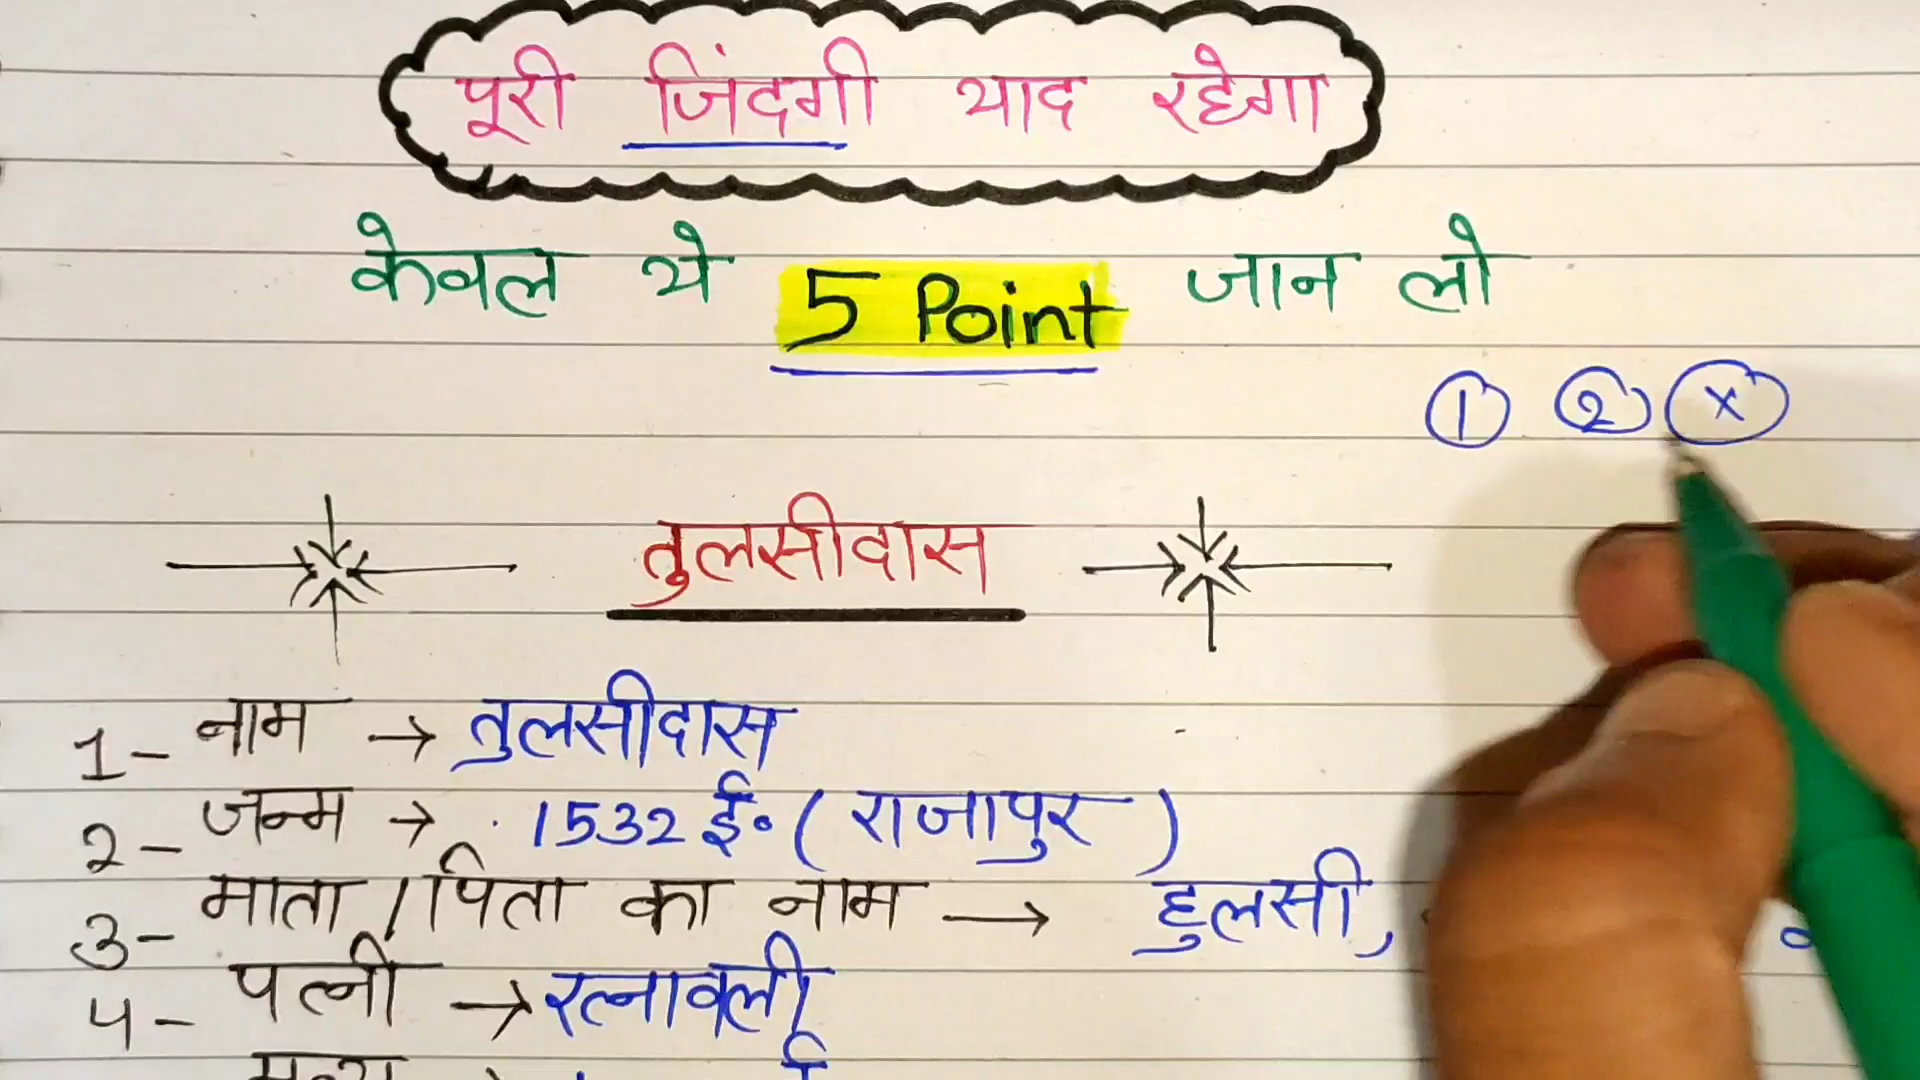 पूरी जिंदगी याद रहेगा
केवल ये 5 Point जान लो
1 2 x
तुलसीदास
1- नाम → तुलसीदास
2- जन्म → 1532 ई० ( राजापुर )
3- माता / पिता का नाम → हुलसी,
4- पत्नी → रत्नावली